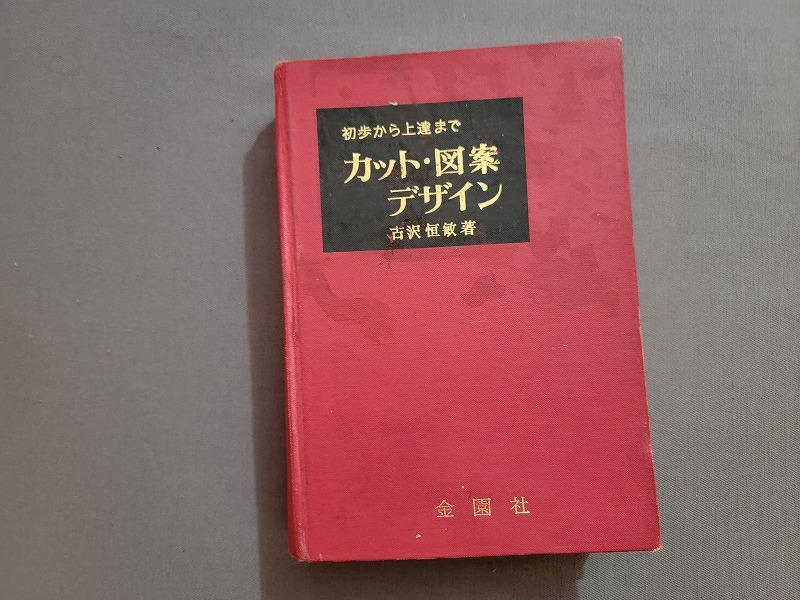 初歩から上達まで
カット・図案
デザイン
古沢恒敏著
金園社